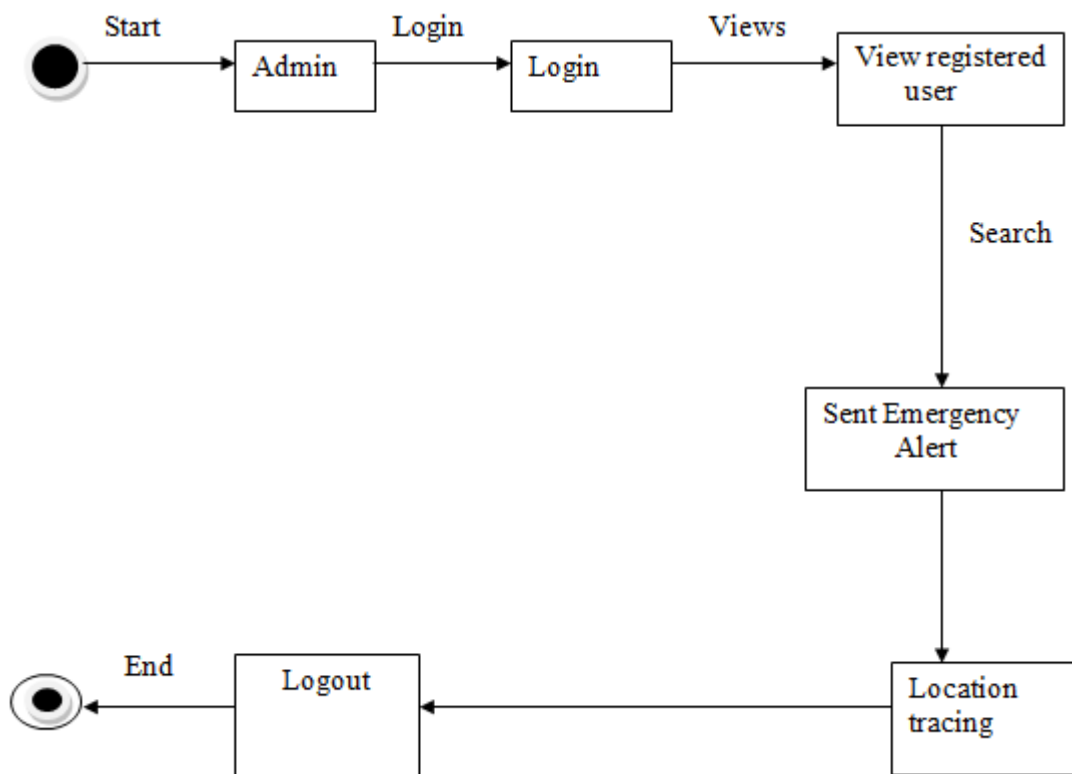 Start
Admin
Login
Login
Views
View registered
user
Search
Sent Emergency
Alert
Location
tracing
Logout
End